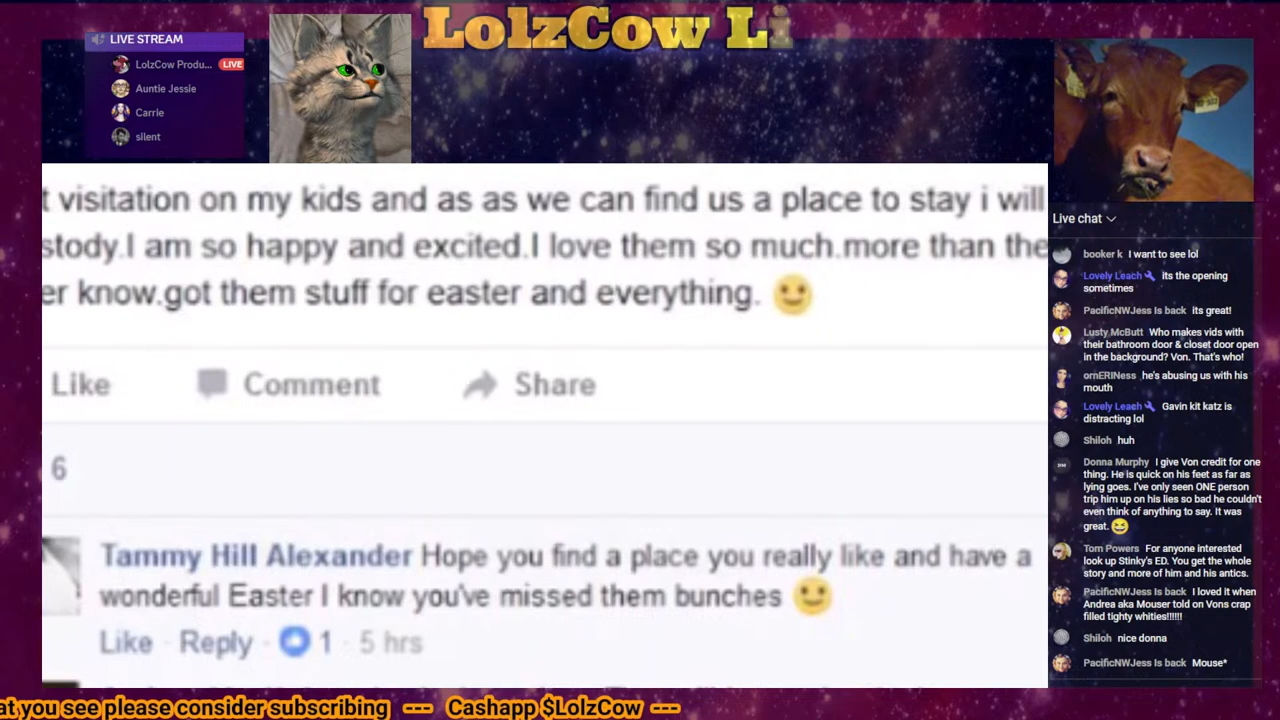 LolzCow Li
LIVE STREAM
LolzCow Produ... LIVE
Auntie Jessie
Carrie
silent
t visitation on my kids and as as we can find us a place to stay i will
stody.I am so happy and excited.I love them so much.more than the
er know.got them stuff for easter and everything. 🙂
Like Comment Share
6
Tammy Hill Alexander Hope you find a place you really like and have a
wonderful Easter I know you've missed them bunches 🙂
Like · Reply · 1 · 5 hrs
Live chat
booker k I want to see lol
Lovely Leach its the opening
sometimes
PacificNWJess Is back its great!
Lusty McButt Who makes vids with
their bathroom door & closet door open
in the background? Von. That's who!
omERINess he's abusing us with his
mouth
Lovely Leach Gavin kit katz is
distracting lol
Shiloh huh
Donna Murphy I give Von credit for one
thing. He is quick on his feet as far as
lying goes. I've only seen ONE person
trip him up on his lies so bad he couldn't
even think of anything to say. It was
great. 😆
Tom Powers For anyone interested
look up Stinky's ED. You get the whole
story and more of him and his antics.
PacificNWJess Is back I loved it when
Andrea aka Mouser told on Vons crap
filled tighty whities!!!!!!
Shiloh nice donna
PacificNWJess Is back Mouse*
at you see please consider subscribing --- Cashapp $LolzCow ---